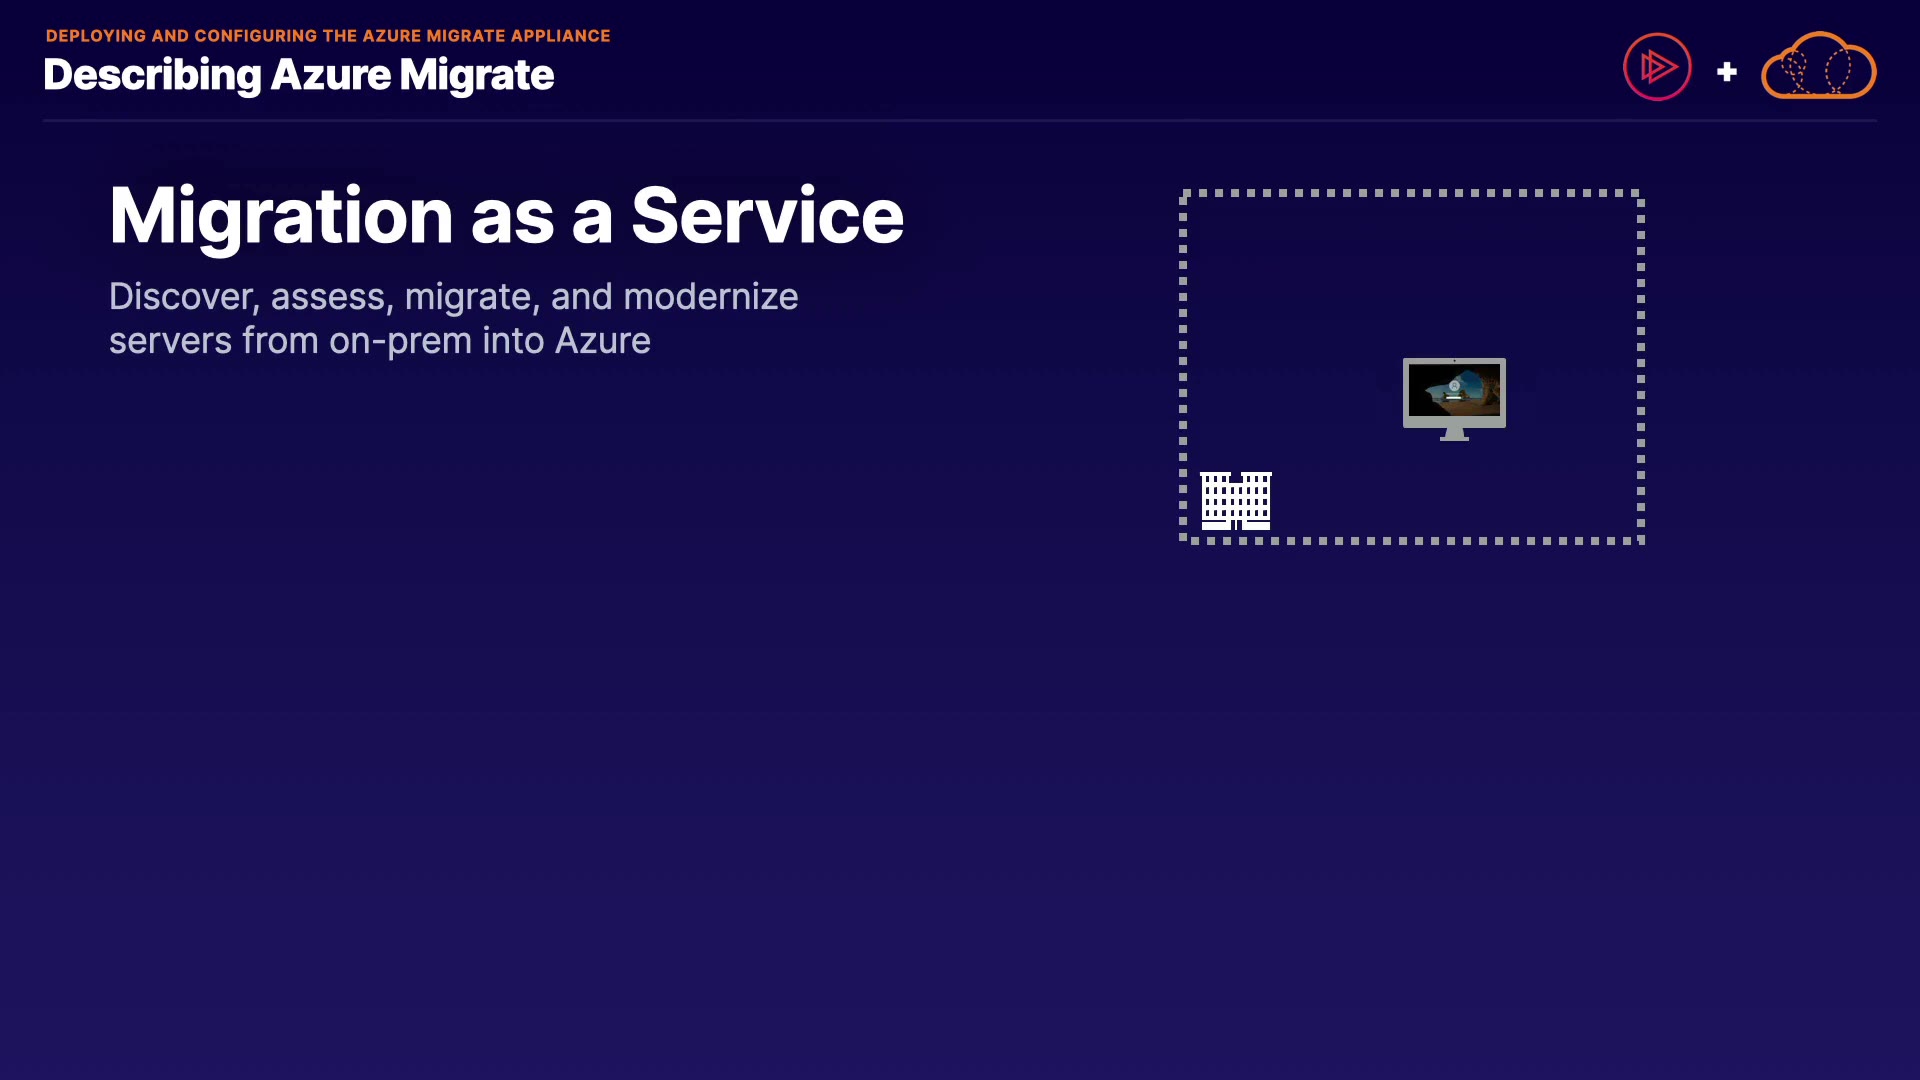 DEPLOYING AND CONFIGURING THE AZURE MIGRATE APPLIANCE
Describing Azure Migrate
Migration as a Service
Discover, assess, migrate, and modernize
servers from on-prem into Azure